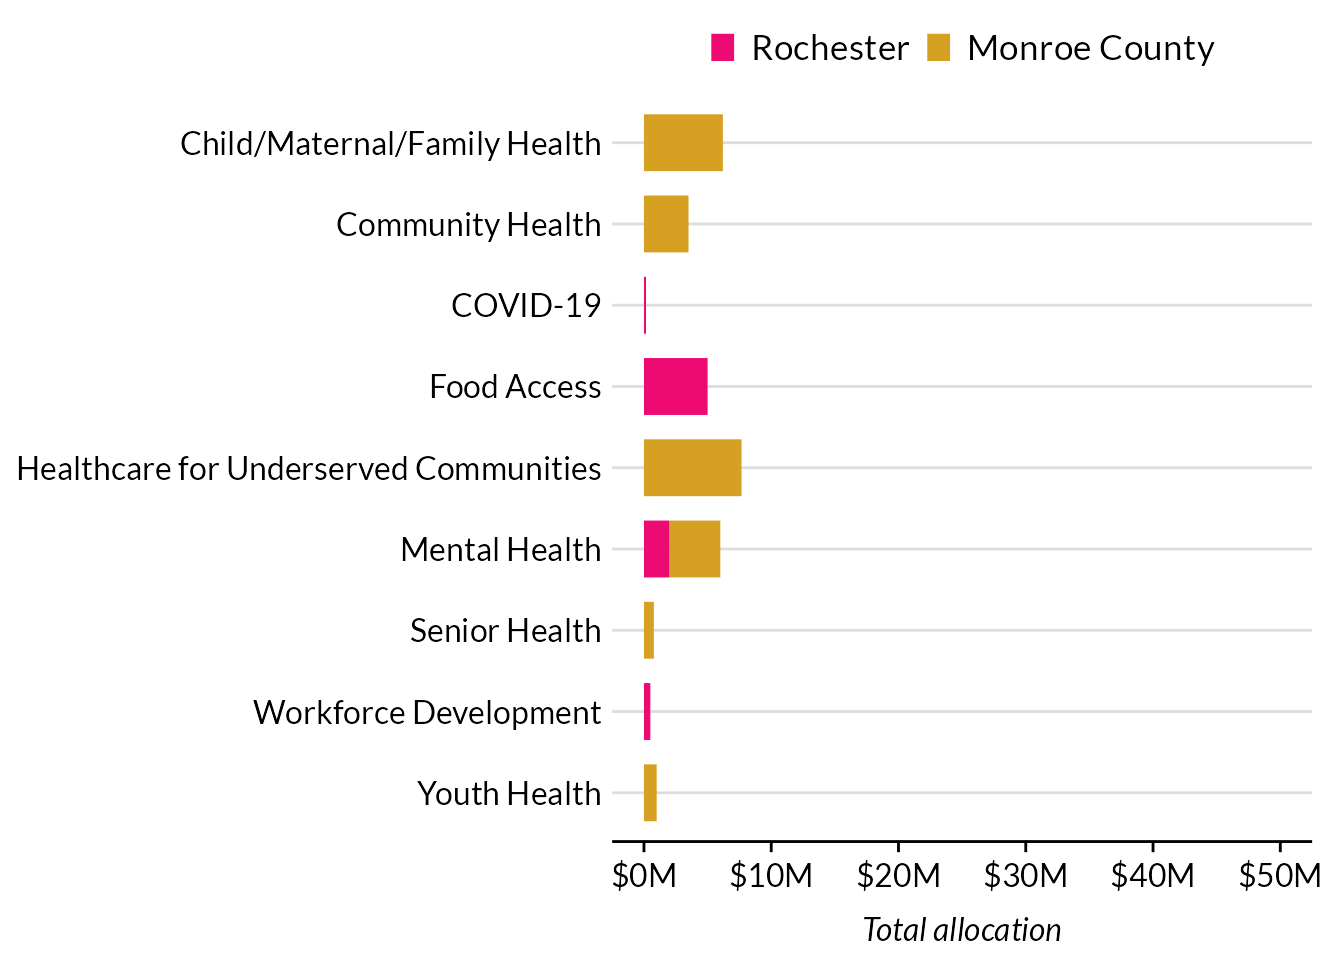 Rochester Monroe County
Child/Maternal/Family Health
Community Health
COVID-19
Food Access
Healthcare for Underserved Communities
Mental Health
Senior Health
Workforce Development
Youth Health
$0M $10M $20M $30M $40M $50M
Total allocation